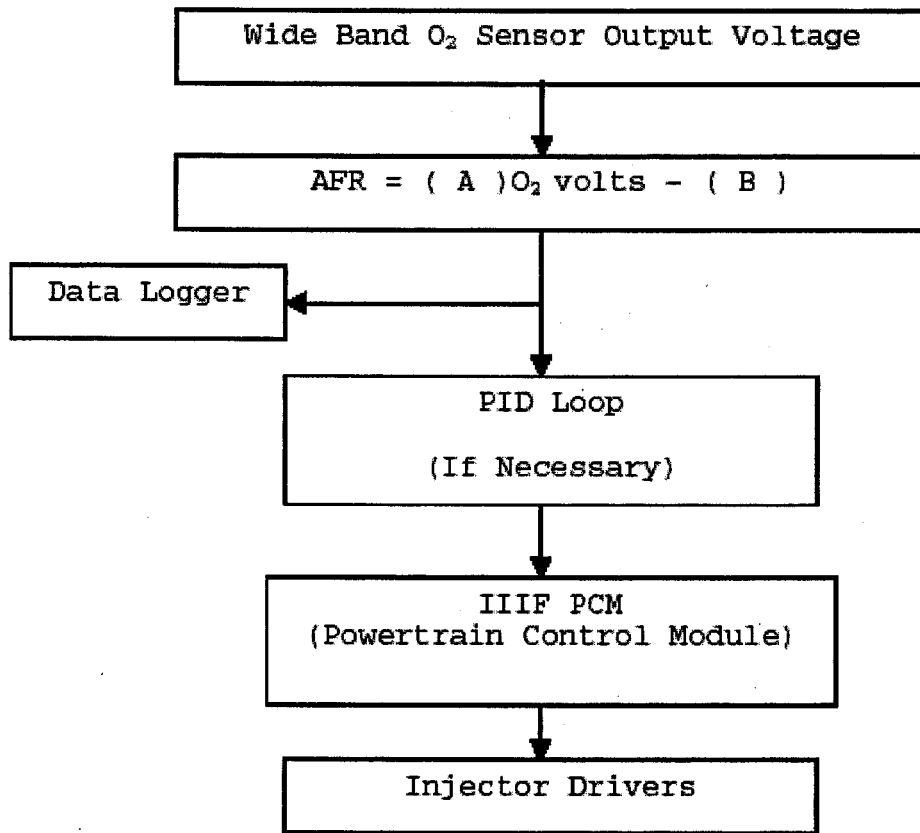 Wide Band O₂ Sensor Output Voltage
AFR = ( A )O₂ volts - ( B )
Data Logger
PID Loop
(If Necessary)
IIIF PCM
(Powertrain Control Module)
Injector Drivers